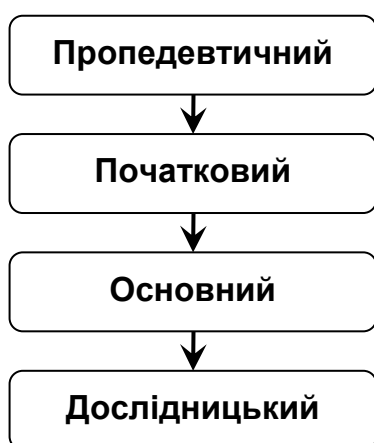 Пропедевтичний
Початковий
Основний
Дослідницький